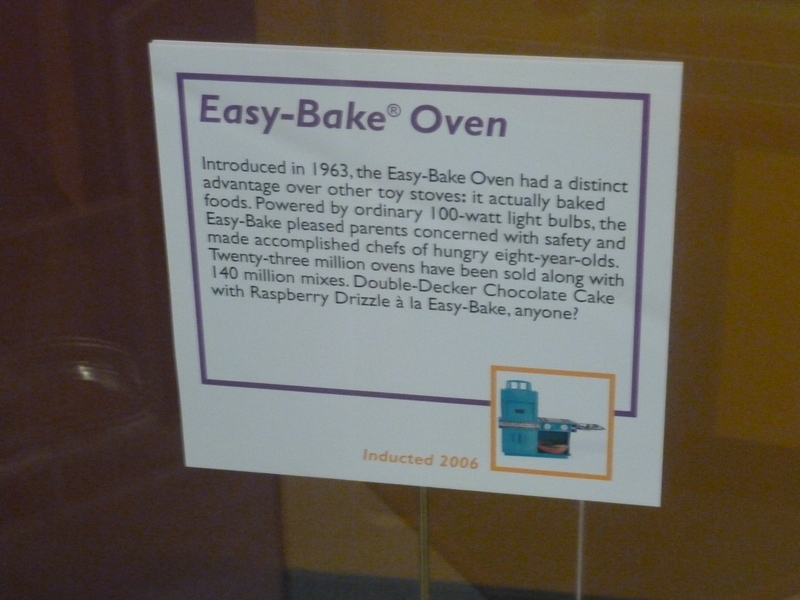 Easy-Bake® Oven
Introduced in 1963, the Easy-Bake Oven had a distinct
advantage over other toy stoves: it actually baked
foods. Powered by ordinary 100-watt light bulbs, the
Easy-Bake pleased parents concerned with safety and
made accomplished chefs of hungry eight-year-olds.
Twenty-three million ovens have been sold along with
140 million mixes. Double-Decker Chocolate Cake
with Raspberry Drizzle à la Easy-Bake, anyone?
Inducted 2006